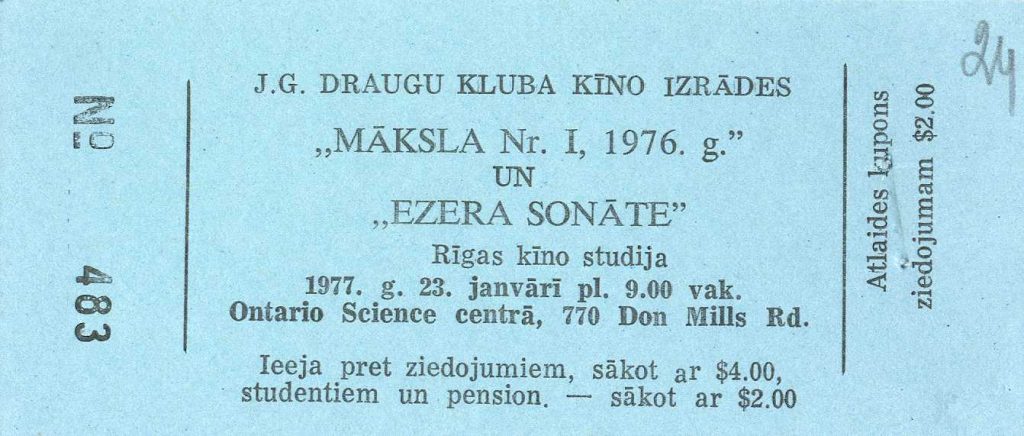 No 483
J.G. DRAUGU KLUBA KĪNO IZRĀDES
„MĀKSLA Nr. I, 1976. g.”
UN
„EZERA SONĀTE”
Rīgas kīno studija
1977. g. 23. janvārī pl. 9.00 vak.
Ontario Science centrā, 770 Don Mills Rd.
Ieeja pret ziedojumiem, sākot ar $4.00,
studentiem un pension. — sākot ar $2.00
Atlaides kupons
ziedojumam $2.00
24